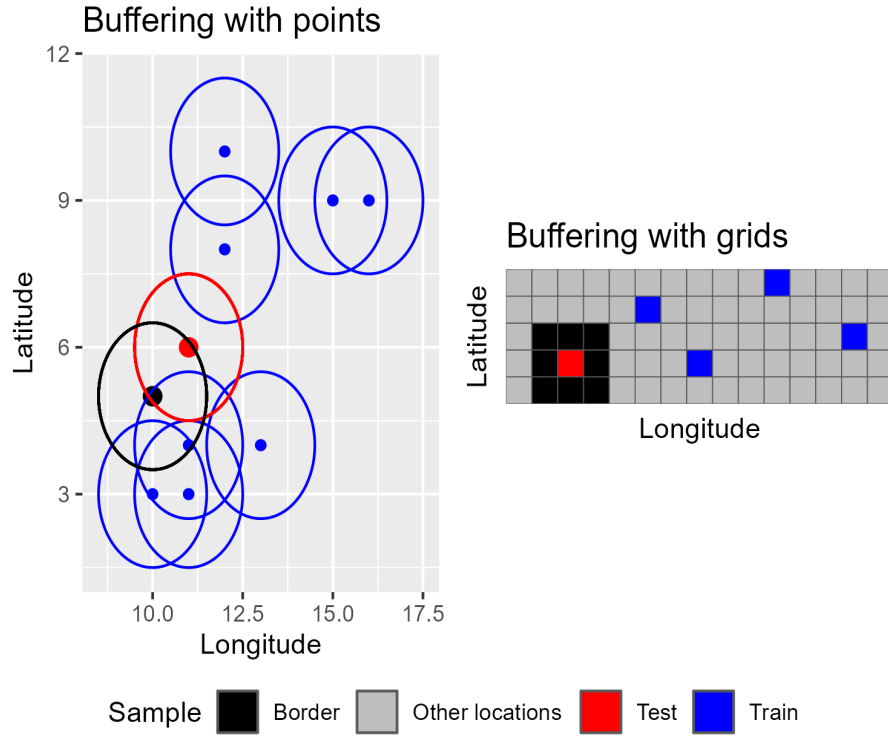 Buffering with points
12
9
6
3
Latitude
10.0 12.5 15.0 17.5
Longitude
Buffering with grids
Latitude
Longitude
Sample Border Other locations Test Train